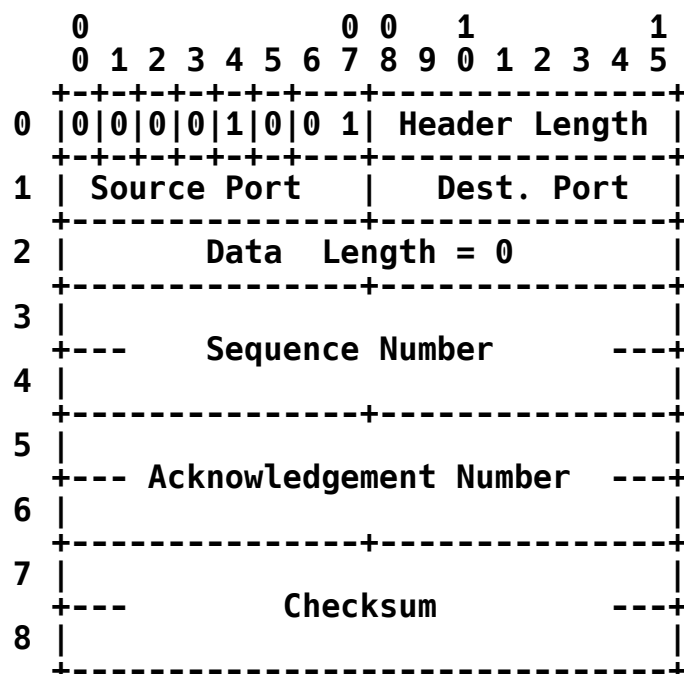 0             0 0   1         1
0 1 2 3 4 5 6 7 8 9 0 1 2 3 4 5
+-+-+-+-+-+-+---+---------------+
0 |0|0|0|0|1|0|0 1| Header Length |
+-+-+-+-+-+-+---+---------------+
1 | Source Port   |   Dest. Port  |
+---------------+---------------+
2 |       Data  Length = 0        |
+---------------+---------------+
3 |                               |
+---    Sequence Number      ---+
4 |                               |
+---------------+---------------+
5 |                               |
+--- Acknowledgement Number  ---+
6 |                               |
+---------------+---------------+
7 |                               |
+---        Checksum         ---+
8 |                               |
+-------------------------------+